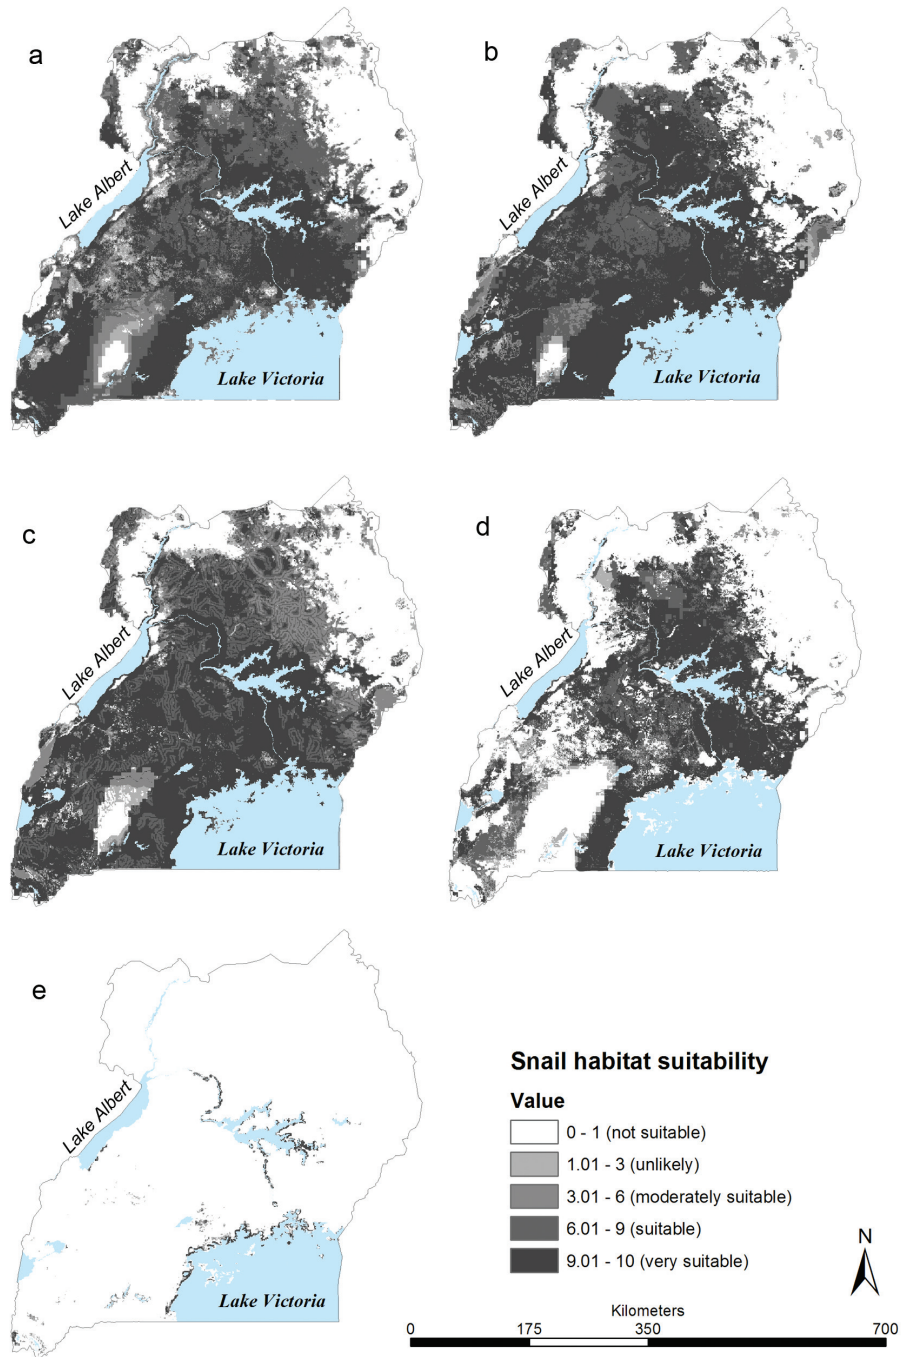 a
Lake Albert
Lake Victoria
b
Lake Albert
Lake Victoria
c
Lake Albert
Lake Victoria
d
Lake Albert
Lake Victoria
e
Lake Albert
Lake Victoria
Snail habitat suitability
Value
0 - 1 (not suitable)
1.01 - 3 (unlikely)
3.01 - 6 (moderately suitable)
6.01 - 9 (suitable)
9.01 - 10 (very suitable)
N
Kilometers
0 175 350 700